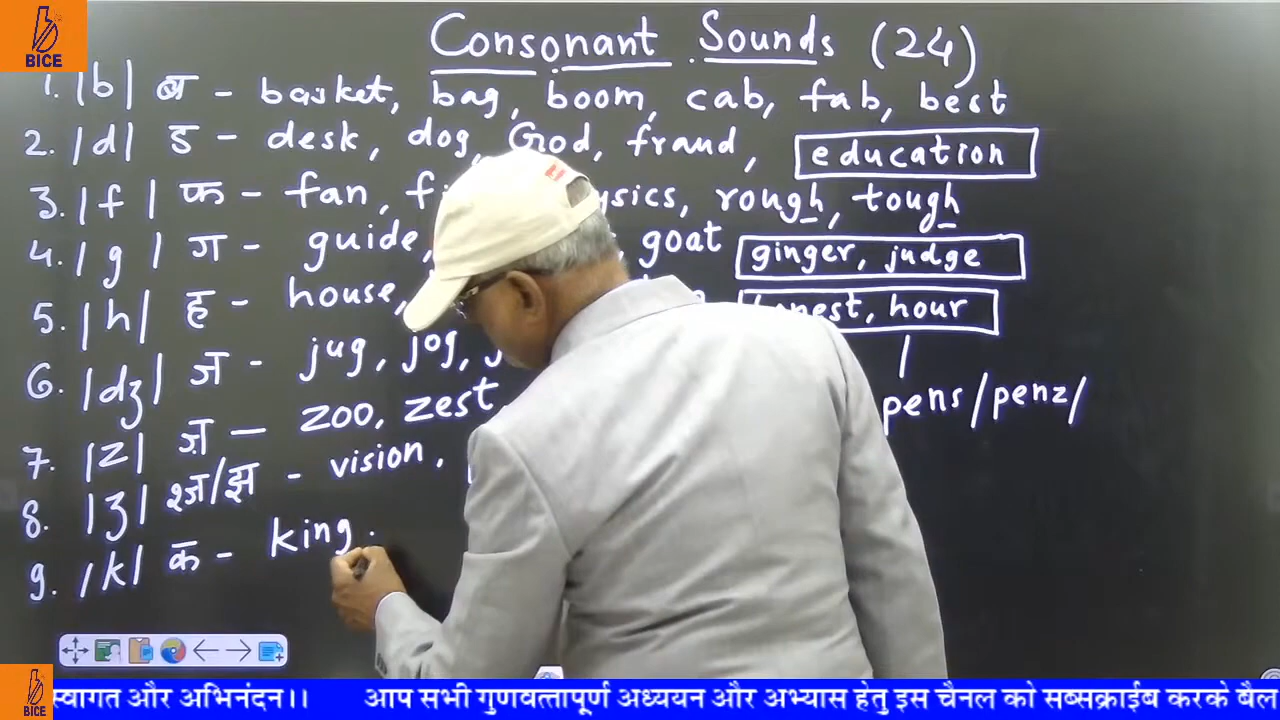 BICE
Consonant Sounds (24)
1. |b| ब - basket, bag, boom, cab, fab, best
2. |d| ड - desk, dog, God, fraud, education
3. |f| फ - fan, rough, tough
4. |g| ग - guide, goat ginger, judge
5. |h| ह - house, hour
6. |dʒ| ज - jug, jog,
7. |z| ज़ - zoo, zest pens /penz/
8. |ʒ| श्ज़/झ - vision,
9. |k| क - king.
BICE
स्वागत और अभिनंदन।। आप सभी गुणवत्तापूर्ण अध्ययन और अभ्यास हेतु इस चैनल को सब्सक्राईब करके बैल